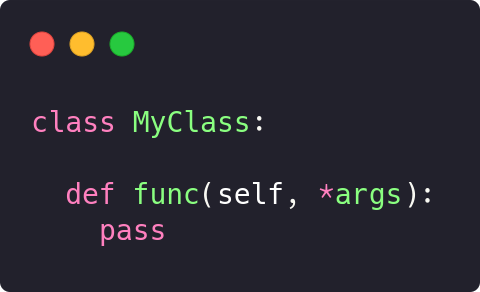 class MyClass:
  def func(self, *args):
    pass